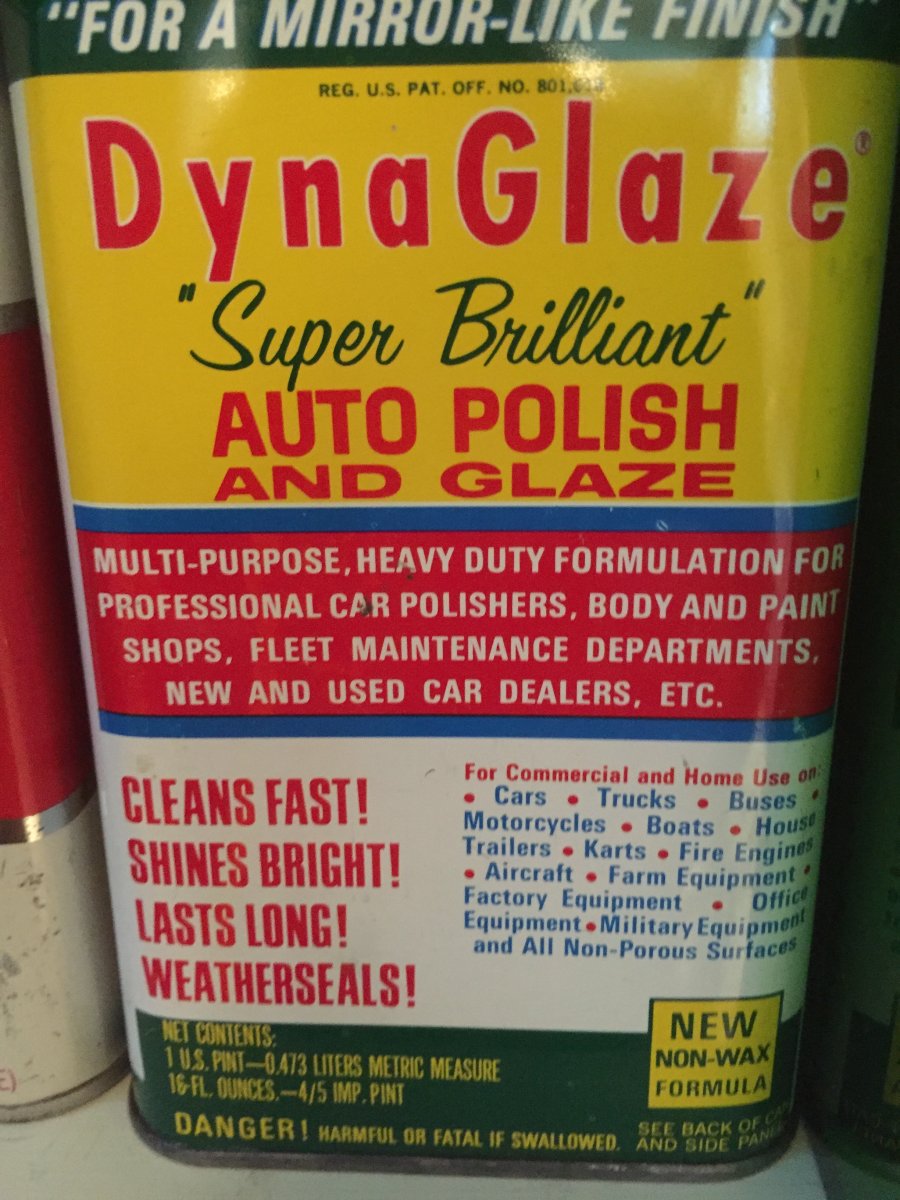 "FOR A MIRROR-LIKE FINISH"
REG. U.S. PAT. OFF. NO.
DynaGlaze®
"Super Brilliant"
AUTO POLISH
AND GLAZE
MULTI-PURPOSE, HEAVY DUTY FORMULATION FOR
PROFESSIONAL CAR POLISHERS, BODY AND PAINT
SHOPS, FLEET MAINTENANCE DEPARTMENTS,
NEW AND USED CAR DEALERS, ETC.
CLEANS FAST!
SHINES BRIGHT!
LASTS LONG!
WEATHERSEALS!
For Commercial and Home Use on:
• Cars • Trucks • Buses •
Motorcycles • Boats • House
Trailers • Karts • Fire Engines
• Aircraft • Farm Equipment •
Factory Equipment • Office
Equipment • Military Equipment
and All Non-Porous Surfaces
NET CONTENTS:
1 U.S. PINT—0.473 LITERS METRIC MEASURE
16-FL. OUNCES.—4/5 IMP. PINT
NEW
NON-WAX
FORMULA
DANGER! HARMFUL OR FATAL IF SWALLOWED.
SEE BACK OF CAN
AND SIDE PANEL